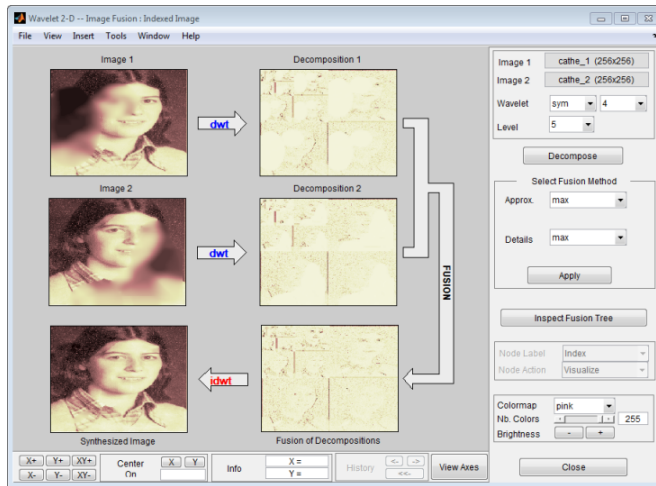 Wavelet 2-D -- Image Fusion : Indexed Image
File View Insert Tools Window Help
Image 1 Decomposition 1
dwt
Image 2 Decomposition 2
dwt
FUSION
idwt
Synthesized Image Fusion of Decompositions
Image 1 cathe_1 (256x256)
Image 2 cathe_2 (256x256)
Wavelet sym 4
Level 5
Decompose
Select Fusion Method
Approx. max
Details max
Apply
Inspect Fusion Tree
Node Label Index
Node Action Visualize
Colormap pink
Nb. Colors 255
Brightness - +
Close
X+ Y+ XY+ Center X Y Info X = History <- -> View Axes
X- Y- XY- On Y = <<-